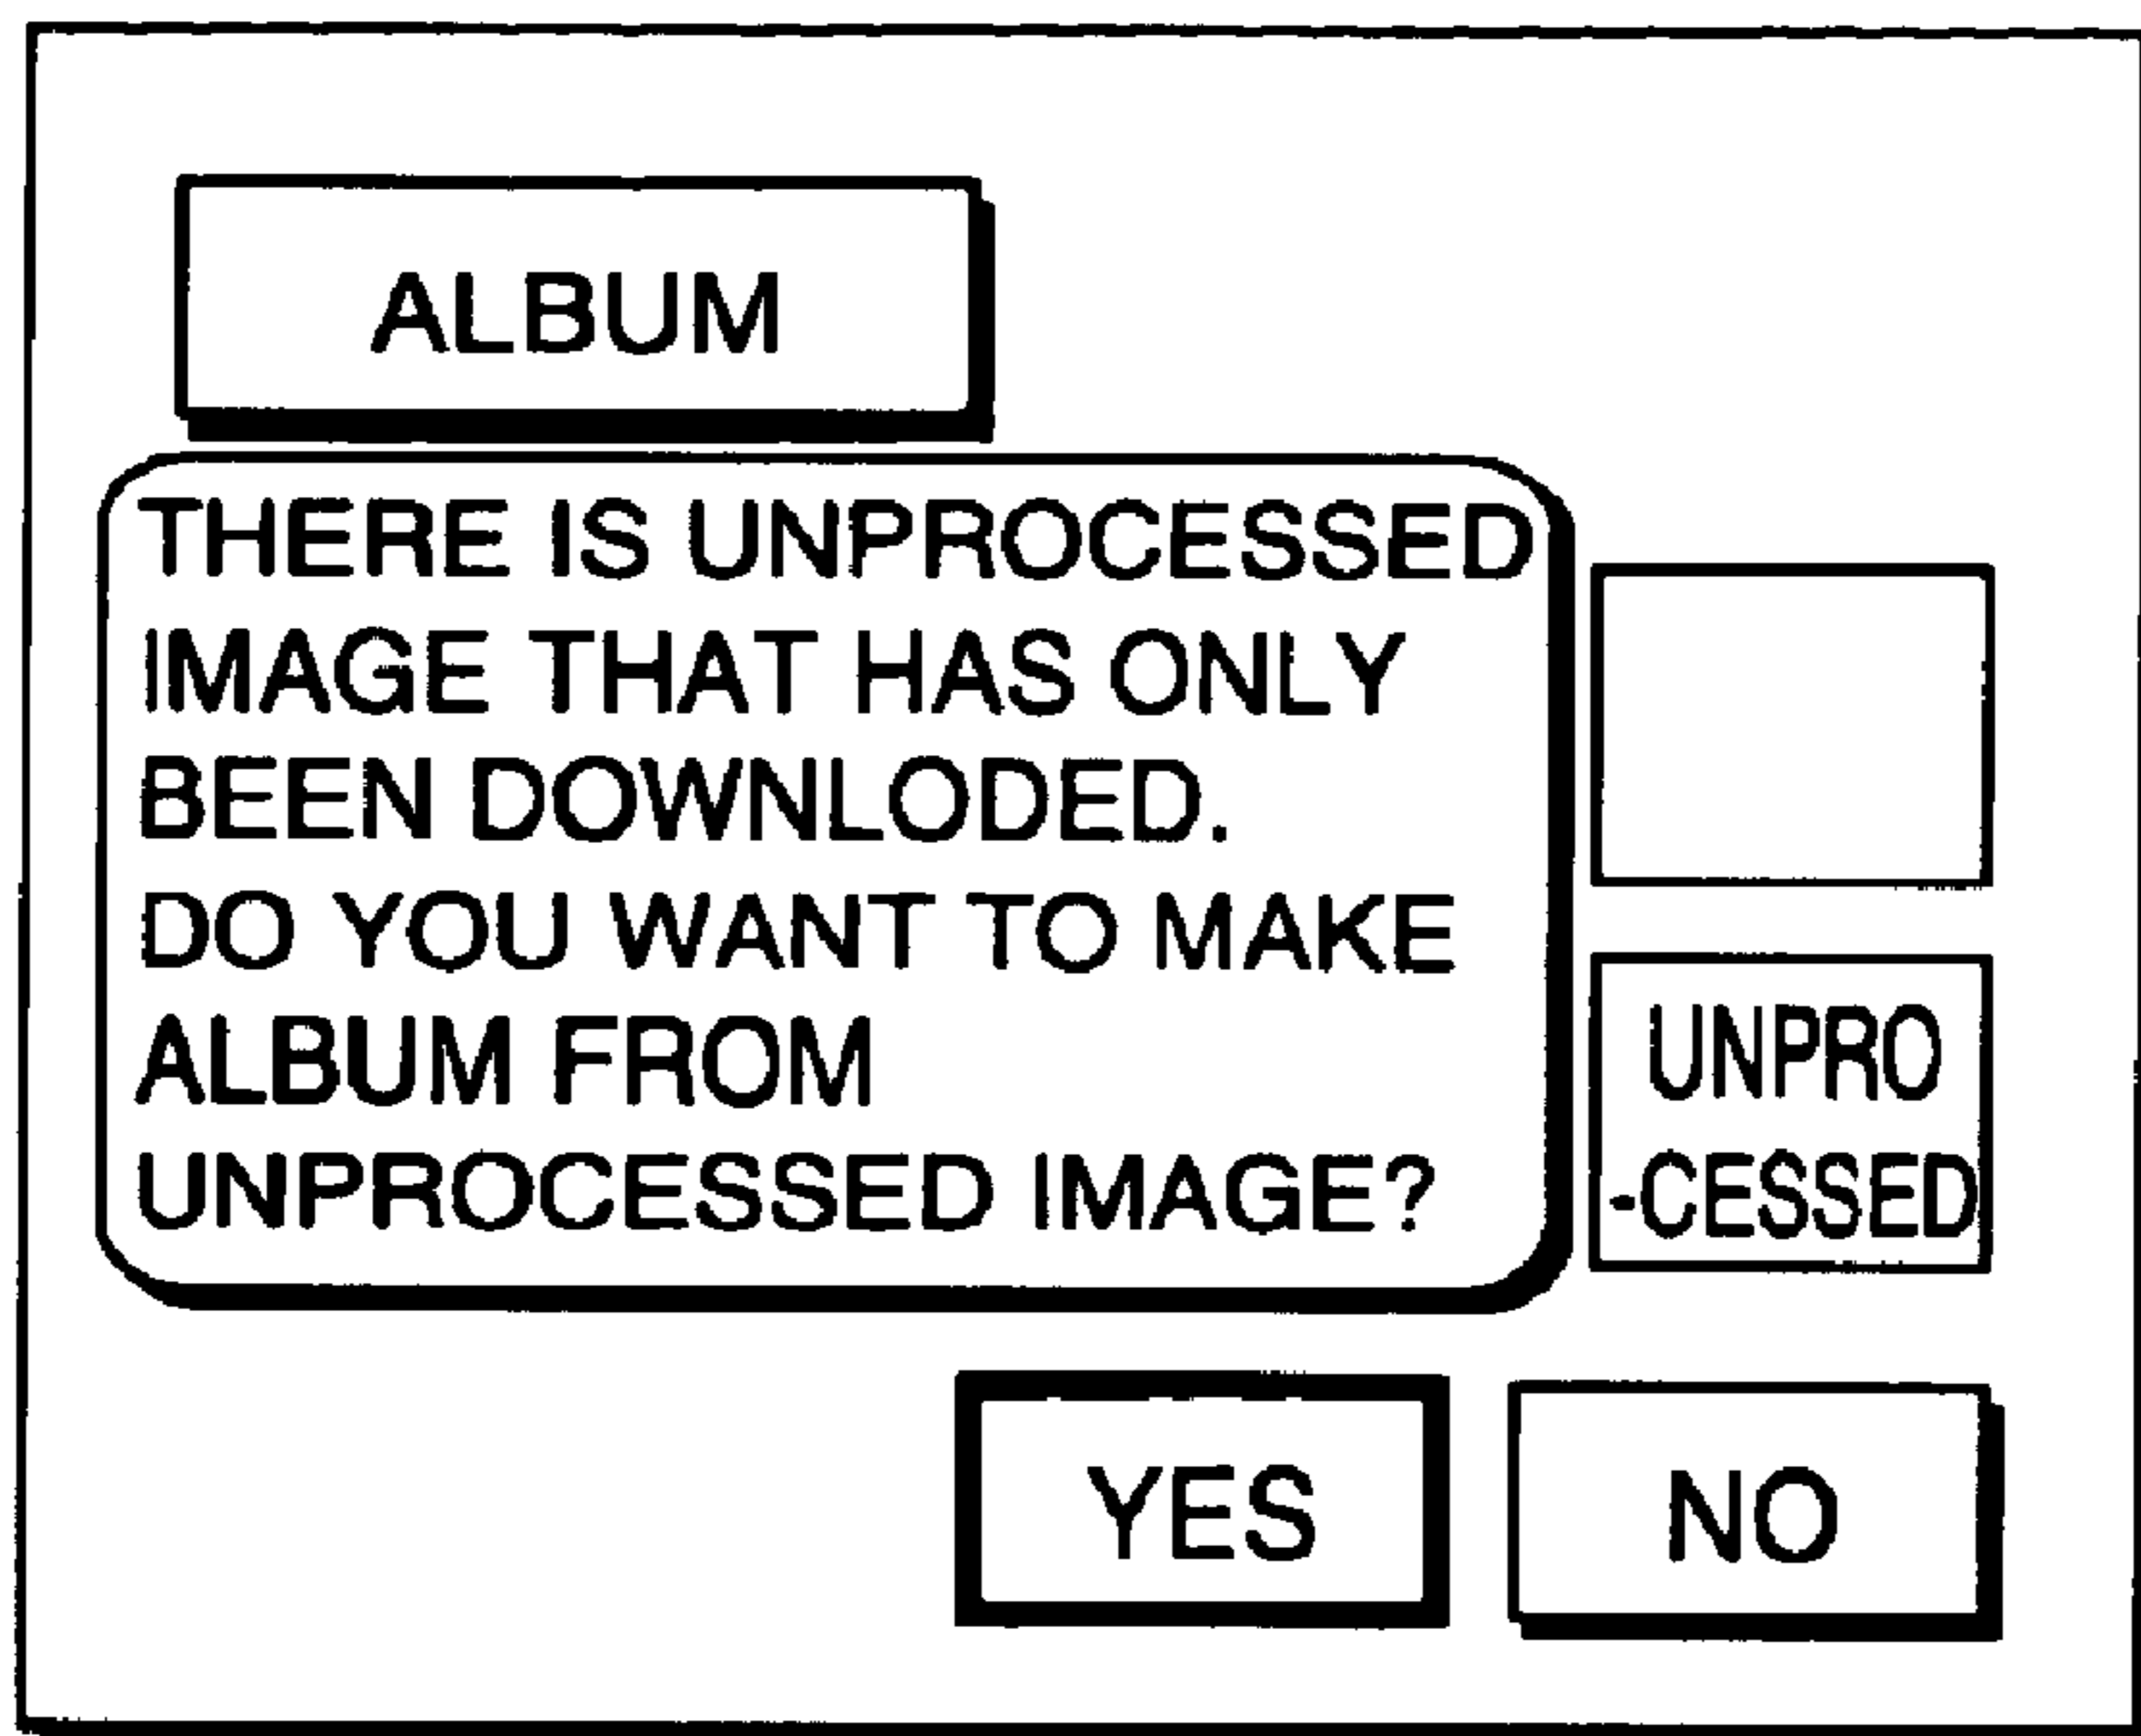 ALBUM
THERE IS UNPROCESSED
IMAGE THAT HAS ONLY
BEEN DOWNLODED.
DO YOU WANT TO MAKE
ALBUM FROM
UNPROCESSED IMAGE?
UNPRO
-CESSED
YES
NO